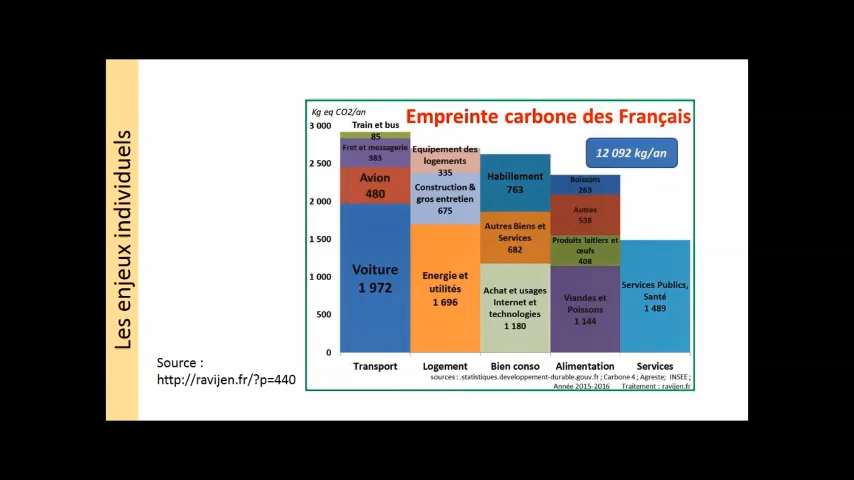 Les enjeux individuels
Kg eq CO2/an
Empreinte carbone des Français
12 092 kg/an
3 000
2 500
2 000
1 500
1 000
500
0
Train et bus
85
Fret et messagerie
383
Avion
480
Voiture
1 972
Equipement des
logements
335
Construction &
gros entretien
675
Energie et
utilités
1 696
Habillement
763
Autres Biens et
Services
682
Achat et usages
Internet et
technologies
1 180
Boissons
263
Autres
538
Produits laitiers et
œufs
408
Viandes et
Poissons
1 144
Services Publics,
Santé
1 489
Transport
Logement
Bien conso
Alimentation
Services
sources : .statistiques.developpement-durable.gouv.fr ; Carbone 4 ; Agreste; INSEE ;
Année 2015-2016 Traitement : ravijen.fr
Source :
http://ravijen.fr/?p=440